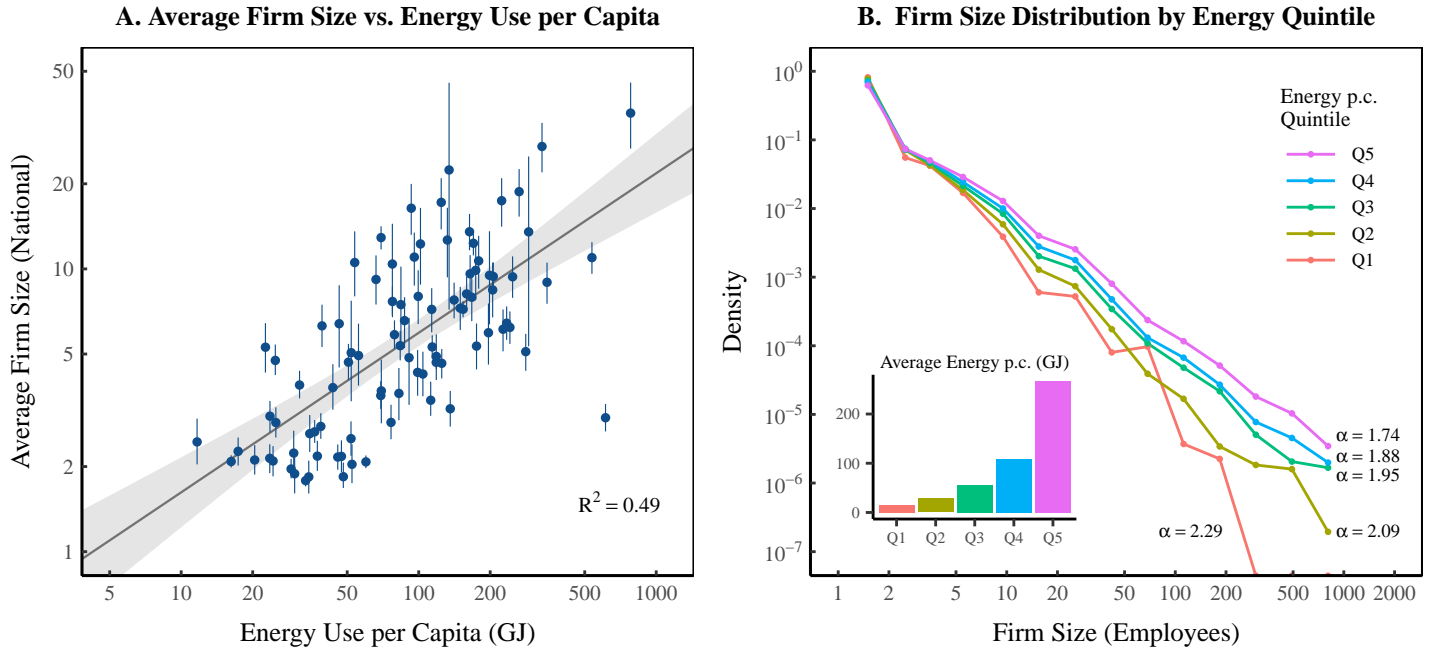 A. Average Firm Size vs. Energy Use per Capita
Average Firm Size (National)
50
20
10
5
2
1
R² = 0.49
5 10 20 50 100 200 500 1000
Energy Use per Capita (GJ)
B. Firm Size Distribution by Energy Quintile
Density
10⁰
10⁻¹
10⁻²
10⁻³
10⁻⁴
10⁻⁵
10⁻⁶
10⁻⁷
Energy p.c.
Quintile
Q5
Q4
Q3
Q2
Q1
Average Energy p.c. (GJ)
200
100
0
Q1 Q2 Q3 Q4 Q5
α = 1.74
α = 1.88
α = 1.95
α = 2.09
α = 2.29
1 2 5 10 20 50 100 200 500 1000 2000
Firm Size (Employees)